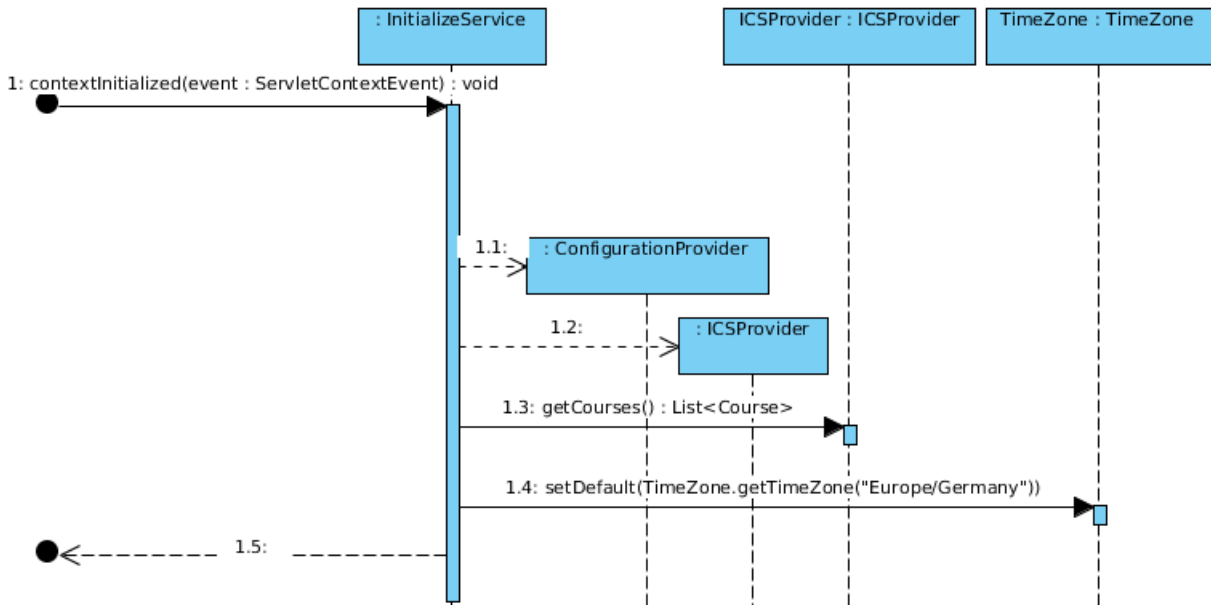 : InitializeService
ICSProvider : ICSProvider
TimeZone : TimeZone
1: contextInitialized(event : ServletContextEvent) : void
1.1:
: ConfigurationProvider
1.2:
: ICSProvider
1.3: getCourses() : List<Course>
1.4: setDefault(TimeZone.getTimeZone("Europe/Germany"))
1.5: